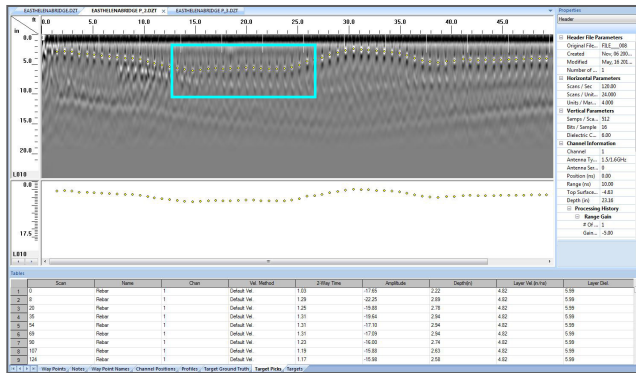 EASTHELENABRIDGE.DZT EASTHELENABRIDGE P_2.DZT × EASTHELENABRIDGE P_3.DZT
Properties
Header
ft 0.0 5.0 10.0 15.0 20.0 25.0 30.0 35.0 40.0 45.0
in
0.0
5.0
10.0
15.0
20.0
L010
0.0
17.5
L010
Header File Parameters
Original File... FILE___008
Created Nov, 06 200...
Modified May, 16 201...
Number of ... 1
Horizontal Parameters
Scans / Sec 120.00
Scans / Unit... 24.000
Units / Mar... 4.000
Vertical Parameters
Samps / Sca... 512
Bits / Sample 16
Dielectric C... 6.00
Channel Information
Channel 1
Antenna Ty... 1.5/1.6GHz
Antenna Ser... 0
Position (ns) 0.00
Range (ns) 10.00
Top Surface... -4.63
Depth (in) 23.16
Processing History
Range Gain
# Of ... 1
Gain... -3.00
Tables
Scan Name Chan Vel. Method 2-Way Time Amplitude Depth(in) Layer Vel (in/ns) Layer Diel.
1 0 Rebar 1 Default Vel. 1.03 -17.65 2.22 4.82 5.99
2 8 Rebar 1 Default Vel. 1.29 -22.25 2.89 4.82 5.99
3 20 Rebar 1 Default Vel. 1.25 -19.88 2.78 4.82 5.99
4 35 Rebar 1 Default Vel. 1.31 -19.64 2.94 4.82 5.99
5 54 Rebar 1 Default Vel. 1.31 -17.10 2.94 4.82 5.99
6 69 Rebar 1 Default Vel. 1.31 -17.09 2.94 4.82 5.99
7 90 Rebar 1 Default Vel. 1.23 -16.00 2.74 4.82 5.99
8 107 Rebar 1 Default Vel. 1.19 -15.88 2.63 4.82 5.99
9 124 Rebar 1 Default Vel. 1.17 -15.98 2.58 4.82 5.99
Way Points Notes Way Point Names Channel Positions Profiles Target Ground Truth Target Picks Targets